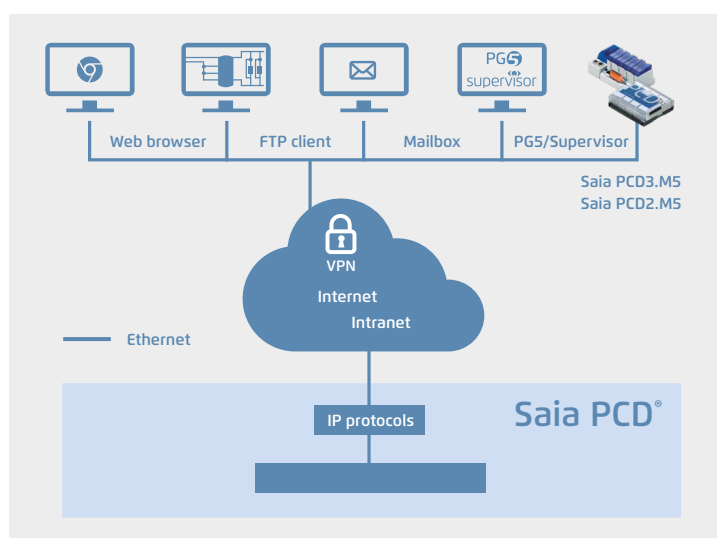 PG5
supervisor
Web browser
FTP client
Mailbox
PG5/Supervisor
Saia PCD3.M5
Saia PCD2.M5
VPN
Internet
Intranet
Ethernet
IP protocols
Saia PCD®